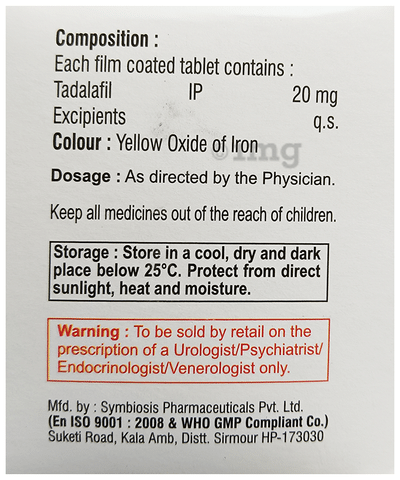 Composition :
Each film coated tablet contains :
Tadalafil IP 20 mg
Excipients q.s.
Colour : Yellow Oxide of Iron
Dosage : As directed by the Physician.
Keep all medicines out of the reach of children.
Storage : Store in a cool, dry and dark
place below 25°C. Protect from direct
sunlight, heat and moisture.
Warning : To be sold by retail on the
prescription of a Urologist/Psychiatrist/
Endocrinologist/Venerologist only.
Mfd. by : Symbiosis Pharmaceuticals Pvt. Ltd.
(En ISO 9001 : 2008 & WHO GMP Compliant Co.)
Suketi Road, Kala Amb, Distt. Sirmour HP-173030